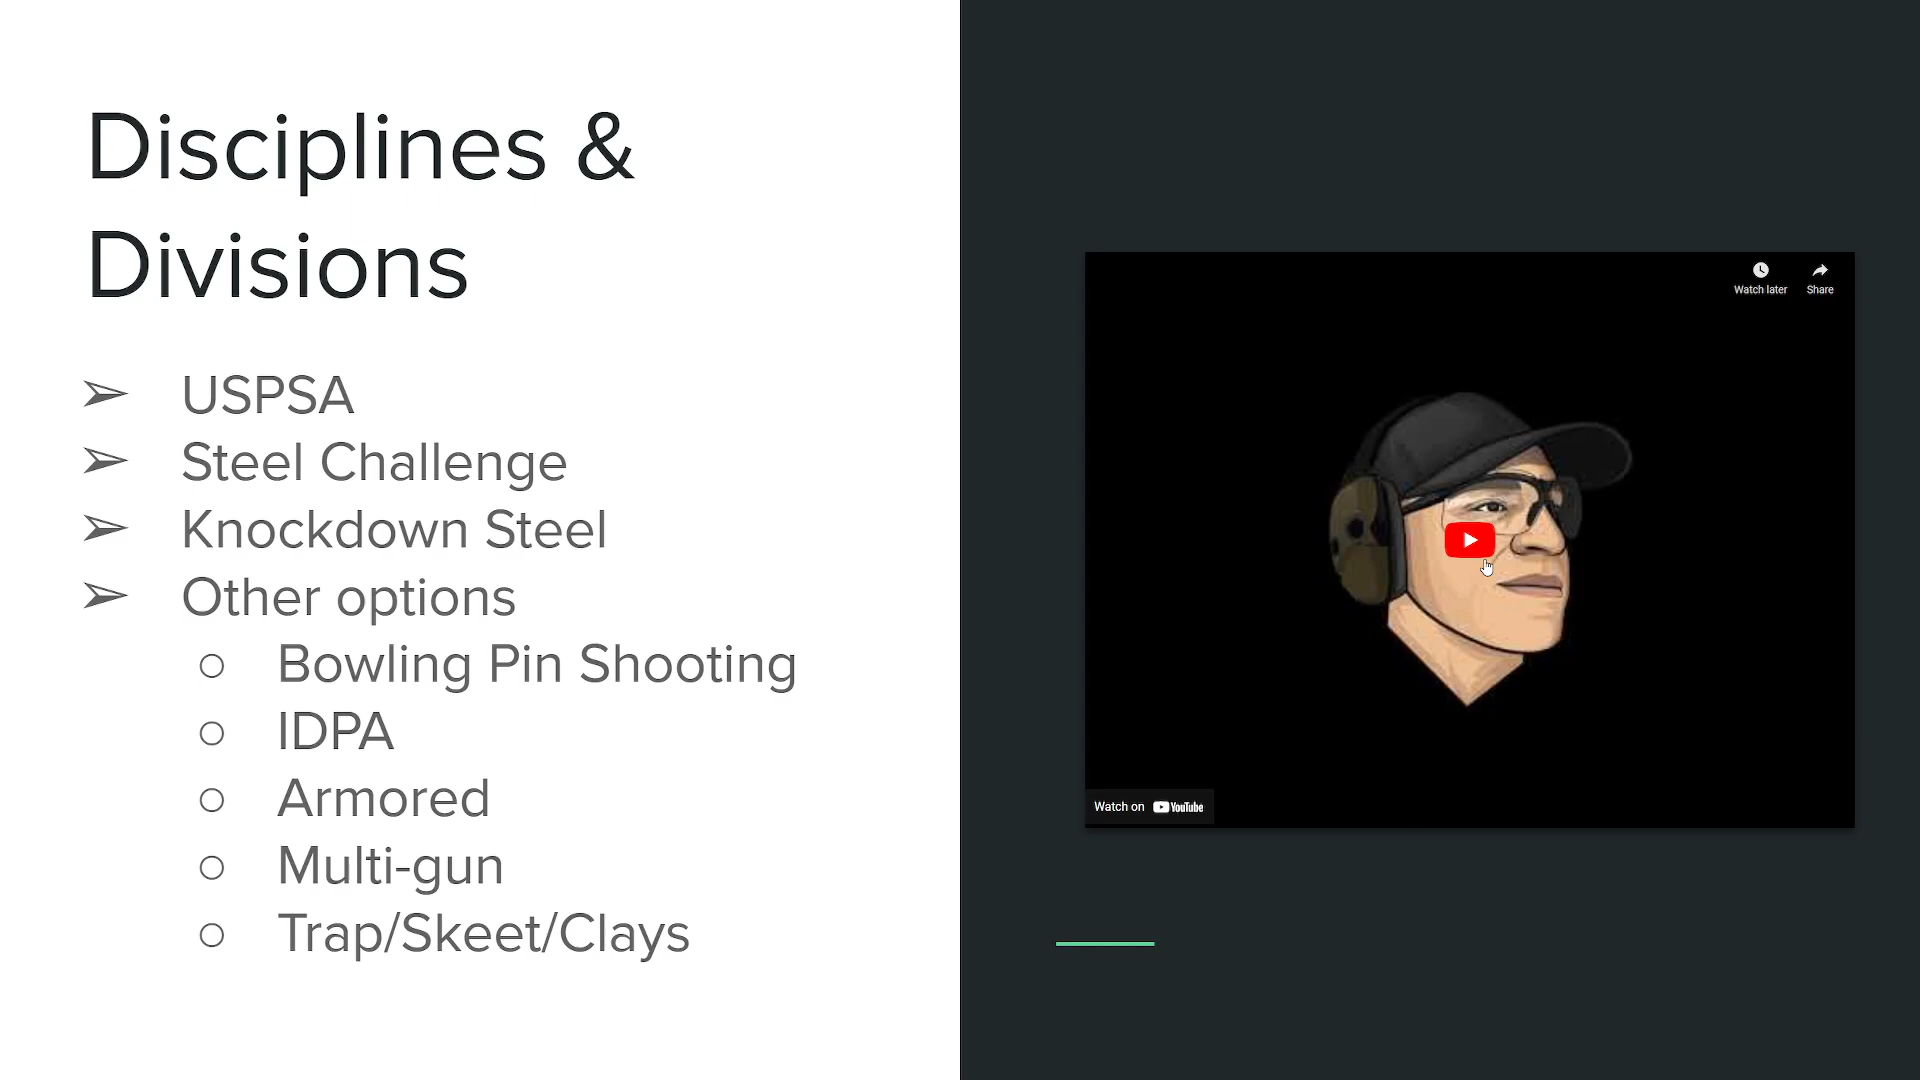 Disciplines &
Divisions
➢ USPSA
➢ Steel Challenge
➢ Knockdown Steel
➢ Other options
○ Bowling Pin Shooting
○ IDPA
○ Armored
○ Multi-gun
○ Trap/Skeet/Clays
Watch later Share
Watch on YouTube